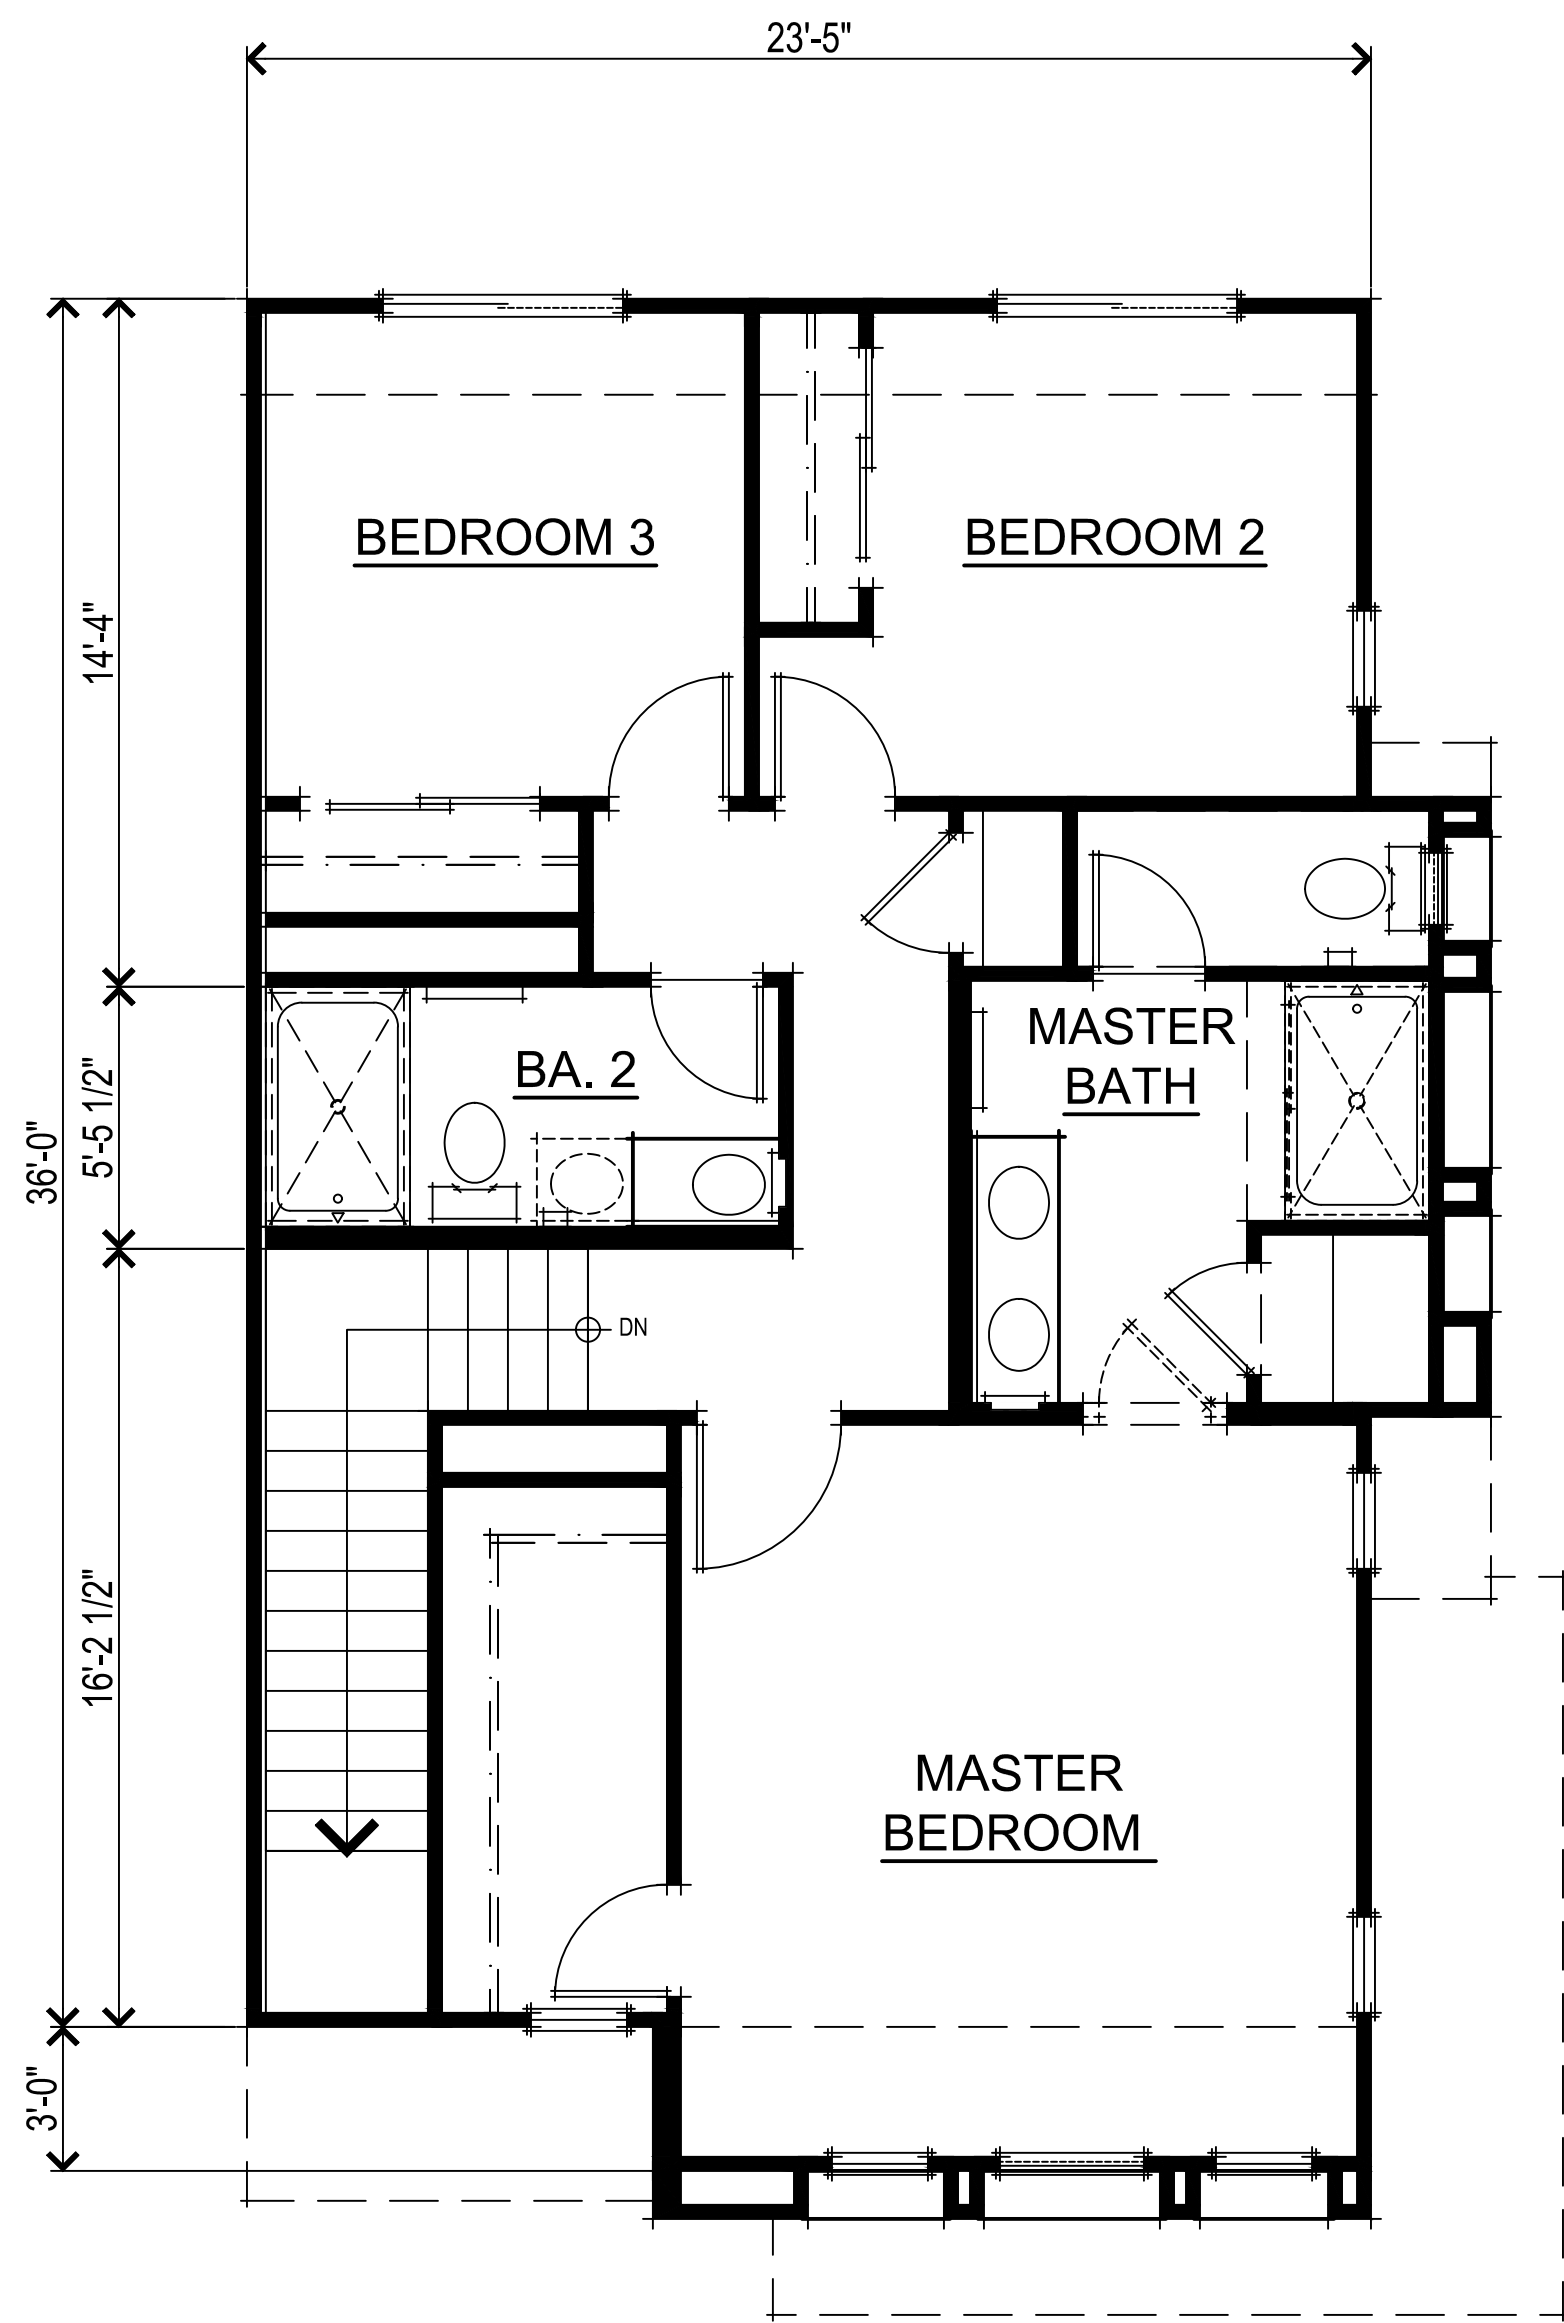 23'-5"
BEDROOM 3
BEDROOM 2
14'-4"
MASTER
BATH
BA. 2
5'-5 1/2"
36'-0"
DN
16'-2 1/2"
MASTER
BEDROOM
3'-0"